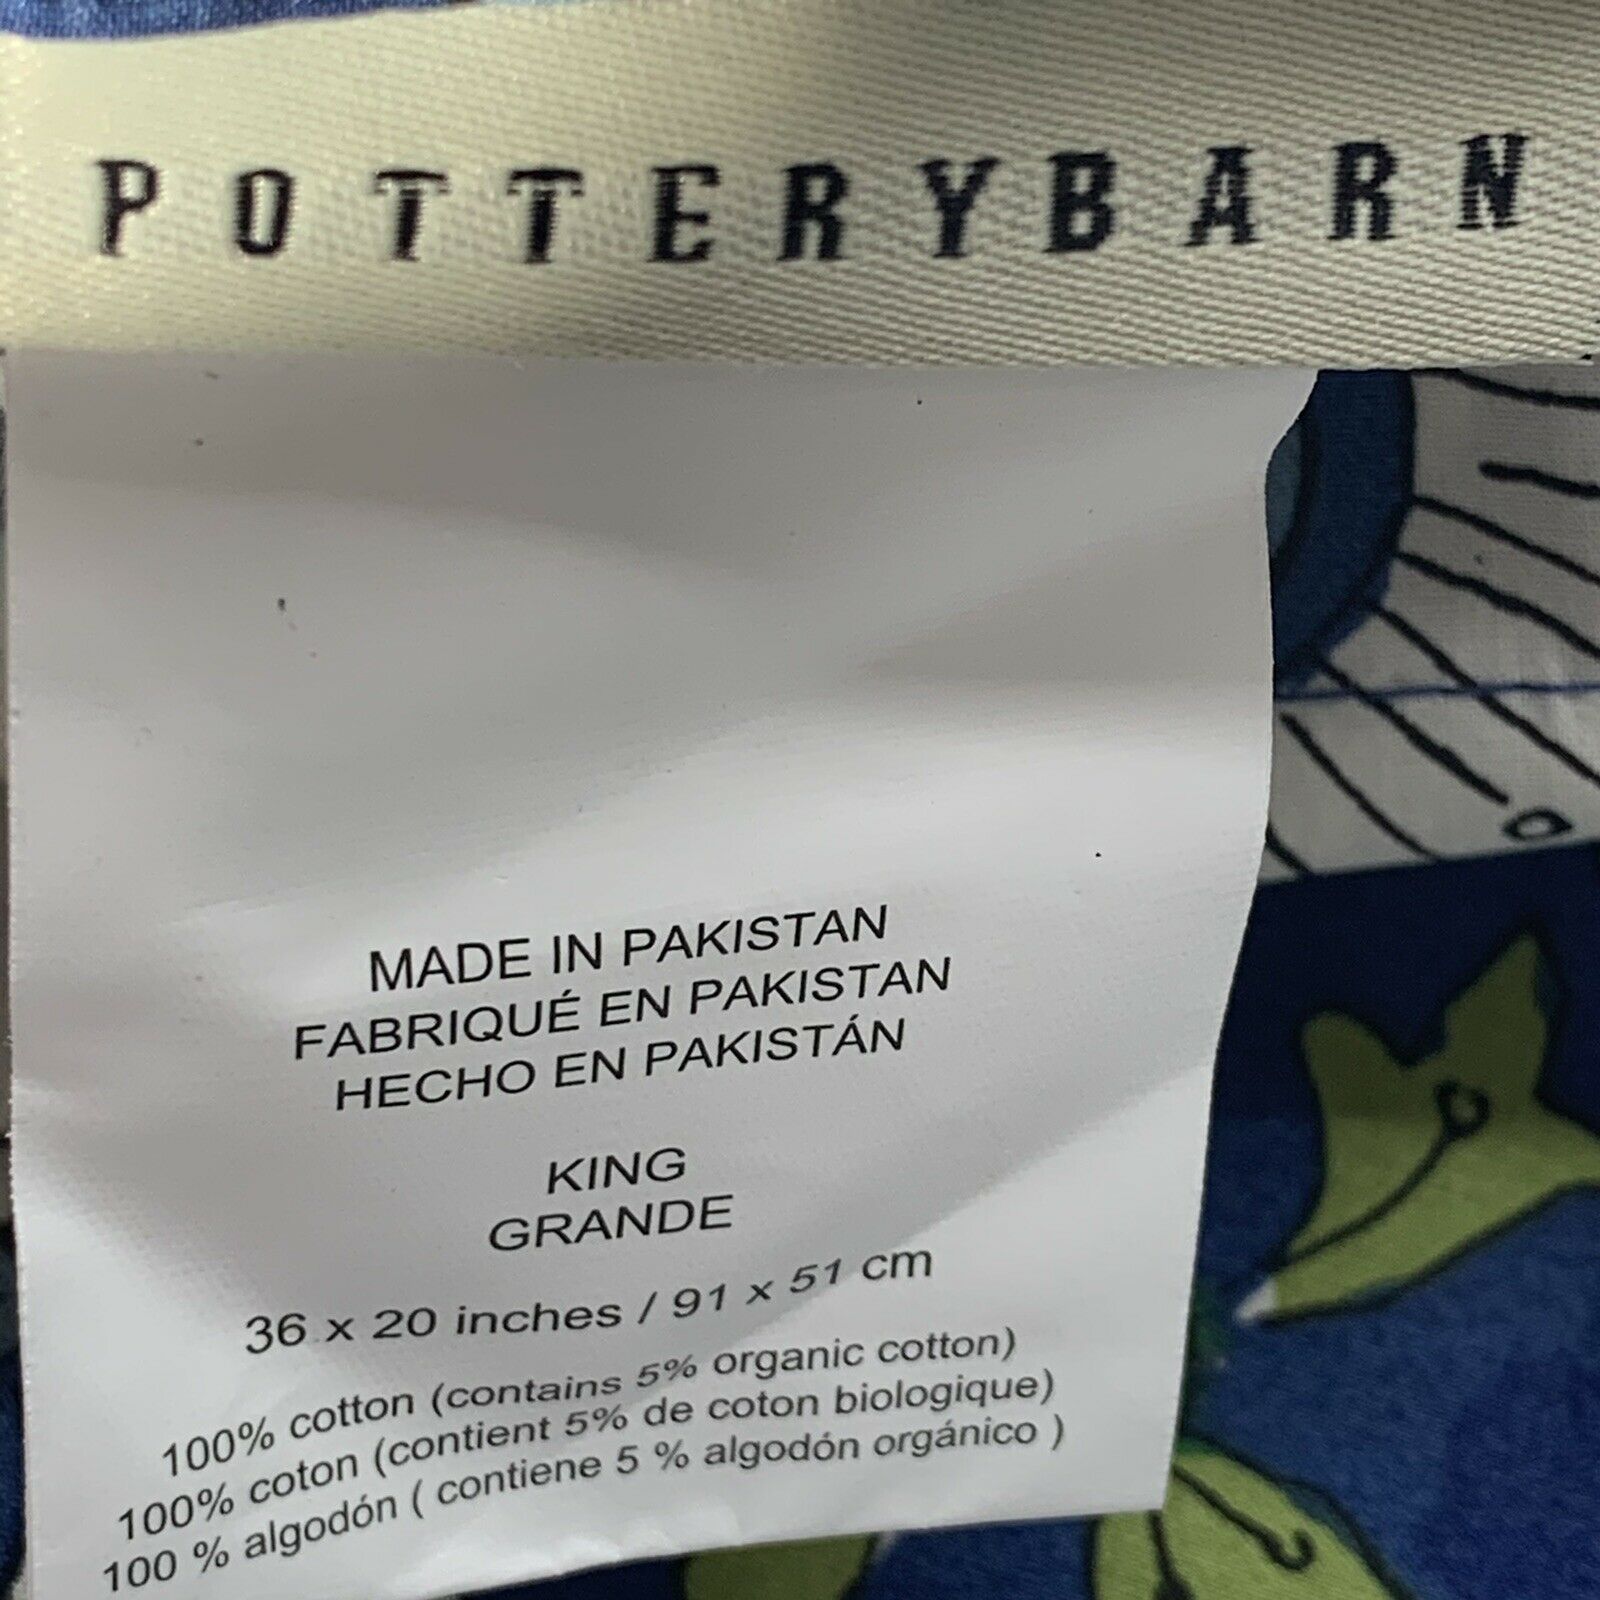 POTTERYBARN
MADE IN PAKISTAN
FABRIQUÉ EN PAKISTAN
HECHO EN PAKISTÁN
KING
GRANDE
36 x 20 inches / 91 x 51 cm
100% cotton (contains 5% organic cotton)
100% coton (contient 5% de coton biologique)
100 % algodón ( contiene 5 % algodón orgánico )